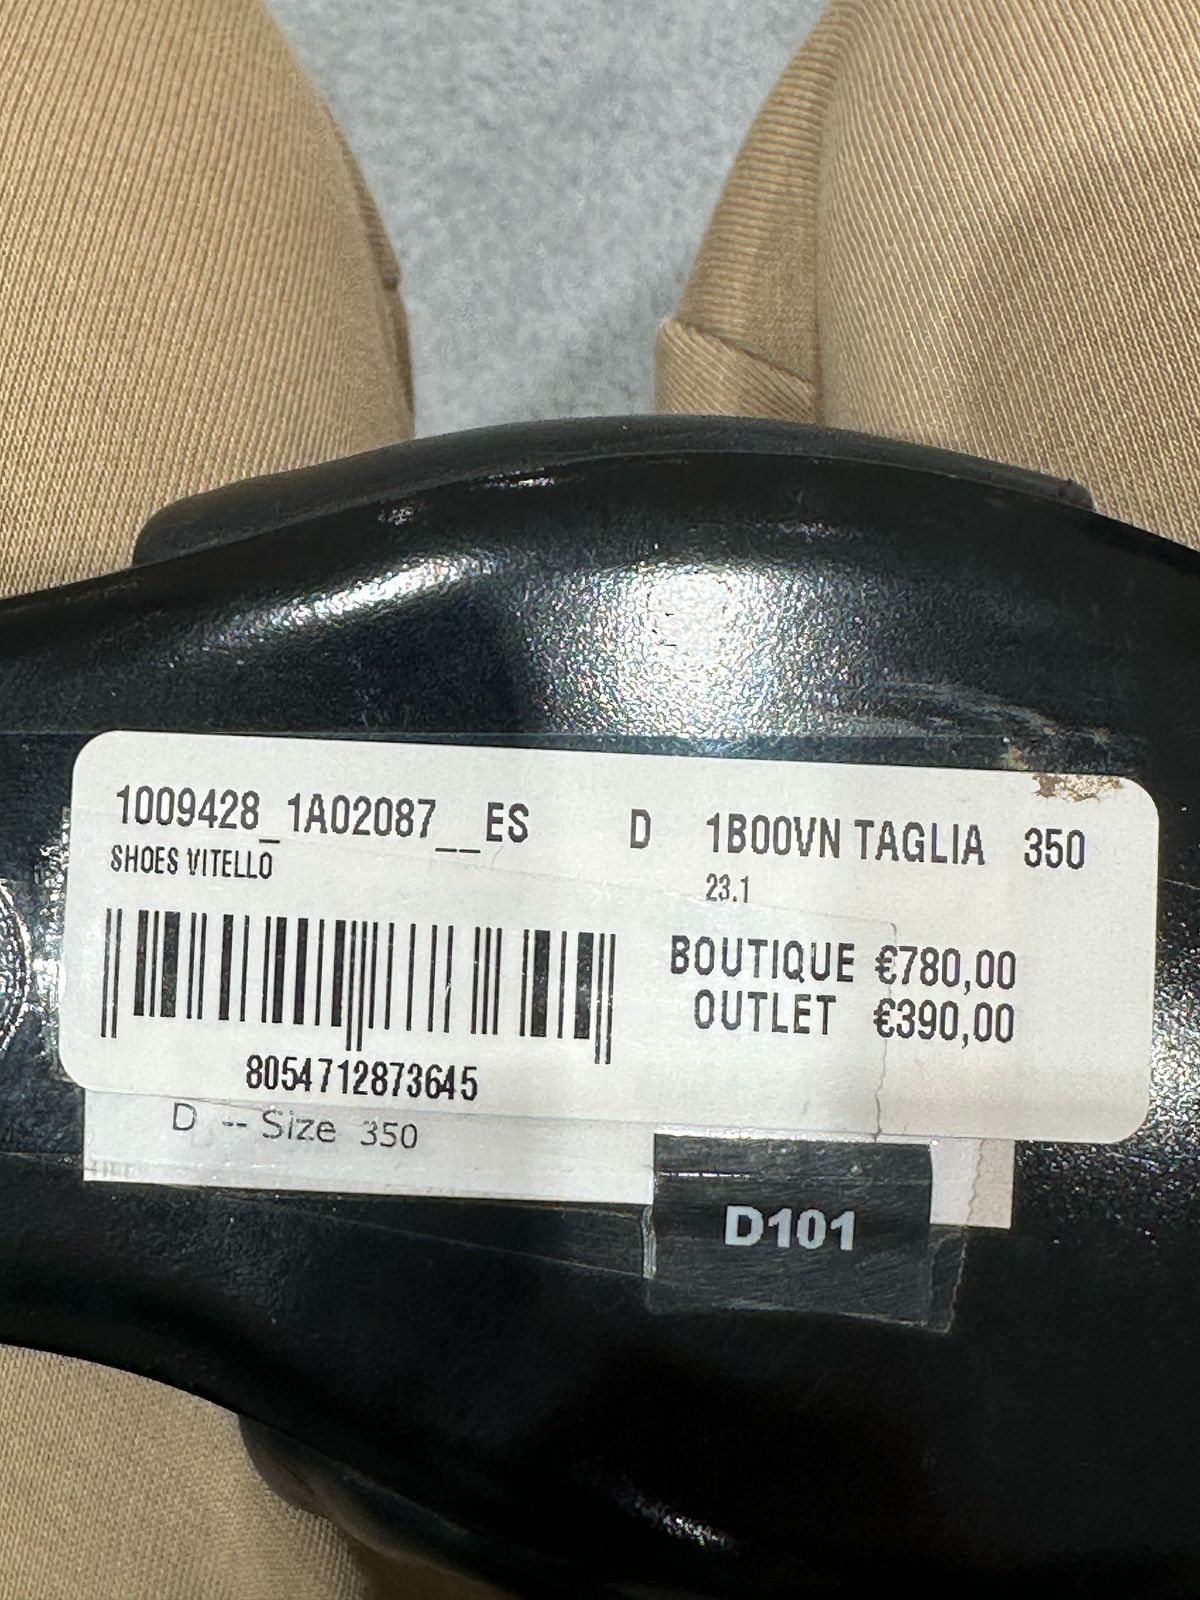 1009428_1A02087__ES D 1B00VN TAGLIA 350
SHOES VITELLO 23.1
BOUTIQUE €780,00
OUTLET €390,00
8054712873645
D -- Size 350
D101